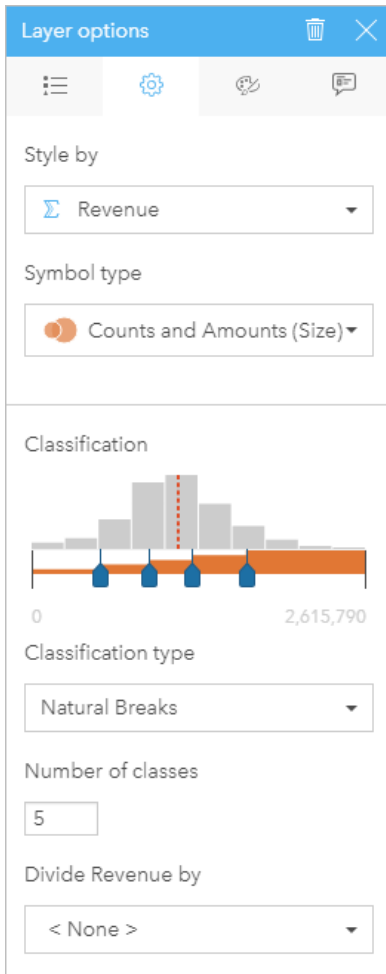 Layer options
Style by
Σ Revenue
Symbol type
Counts and Amounts (Size)
Classification
0 2,615,790
Classification type
Natural Breaks
Number of classes
5
Divide Revenue by
< None >